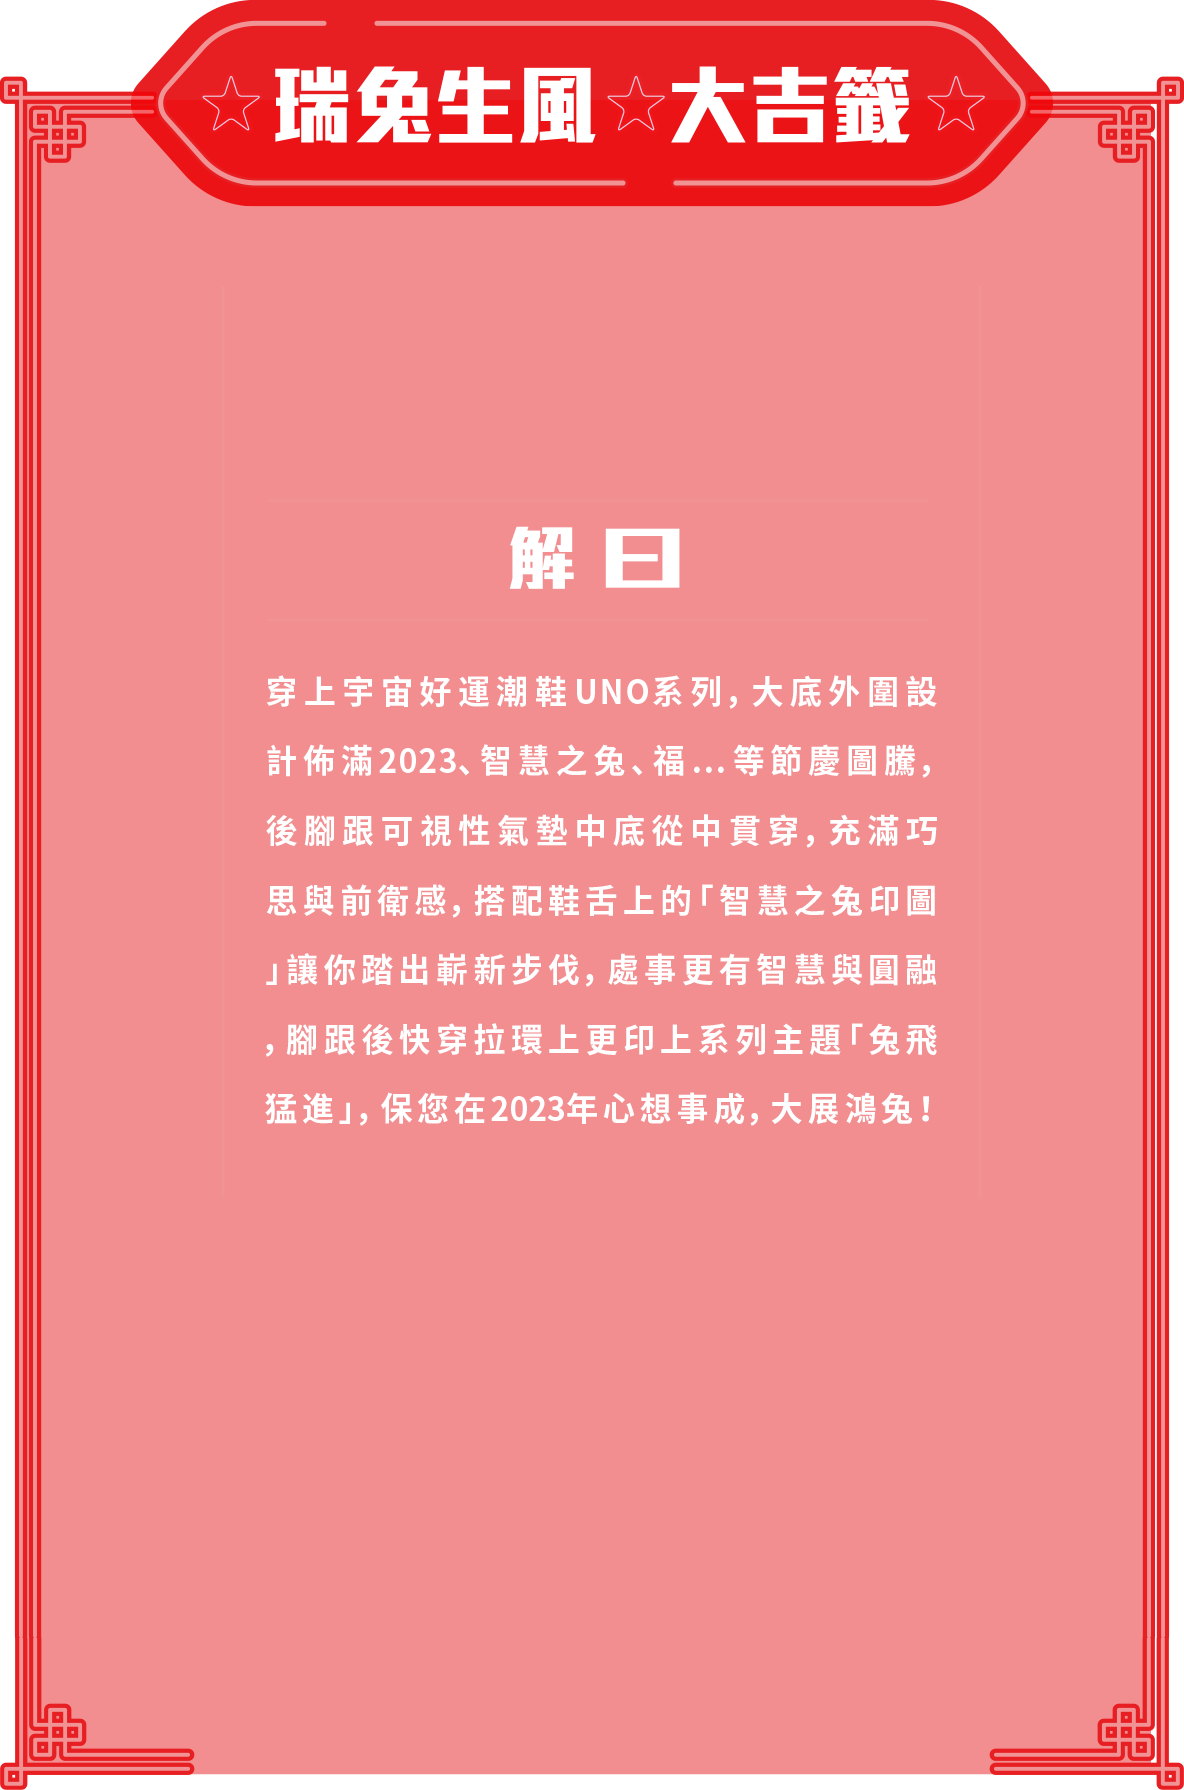 ☆瑞兔生風☆大吉籤☆
解曰
穿上宇宙好運潮鞋UNO系列，大底外圍設
計佈滿2023、智慧之兔、福...等節慶圖騰，
後腳跟可視性氣墊中底從中貫穿，充滿巧
思與前衛感，搭配鞋舌上的「智慧之兔印圖
」讓你踏出嶄新步伐，處事更有智慧與圓融
，腳跟後快穿拉環上更印上系列主題「兔飛
猛進」，保您在2023年心想事成，大展鴻兔！